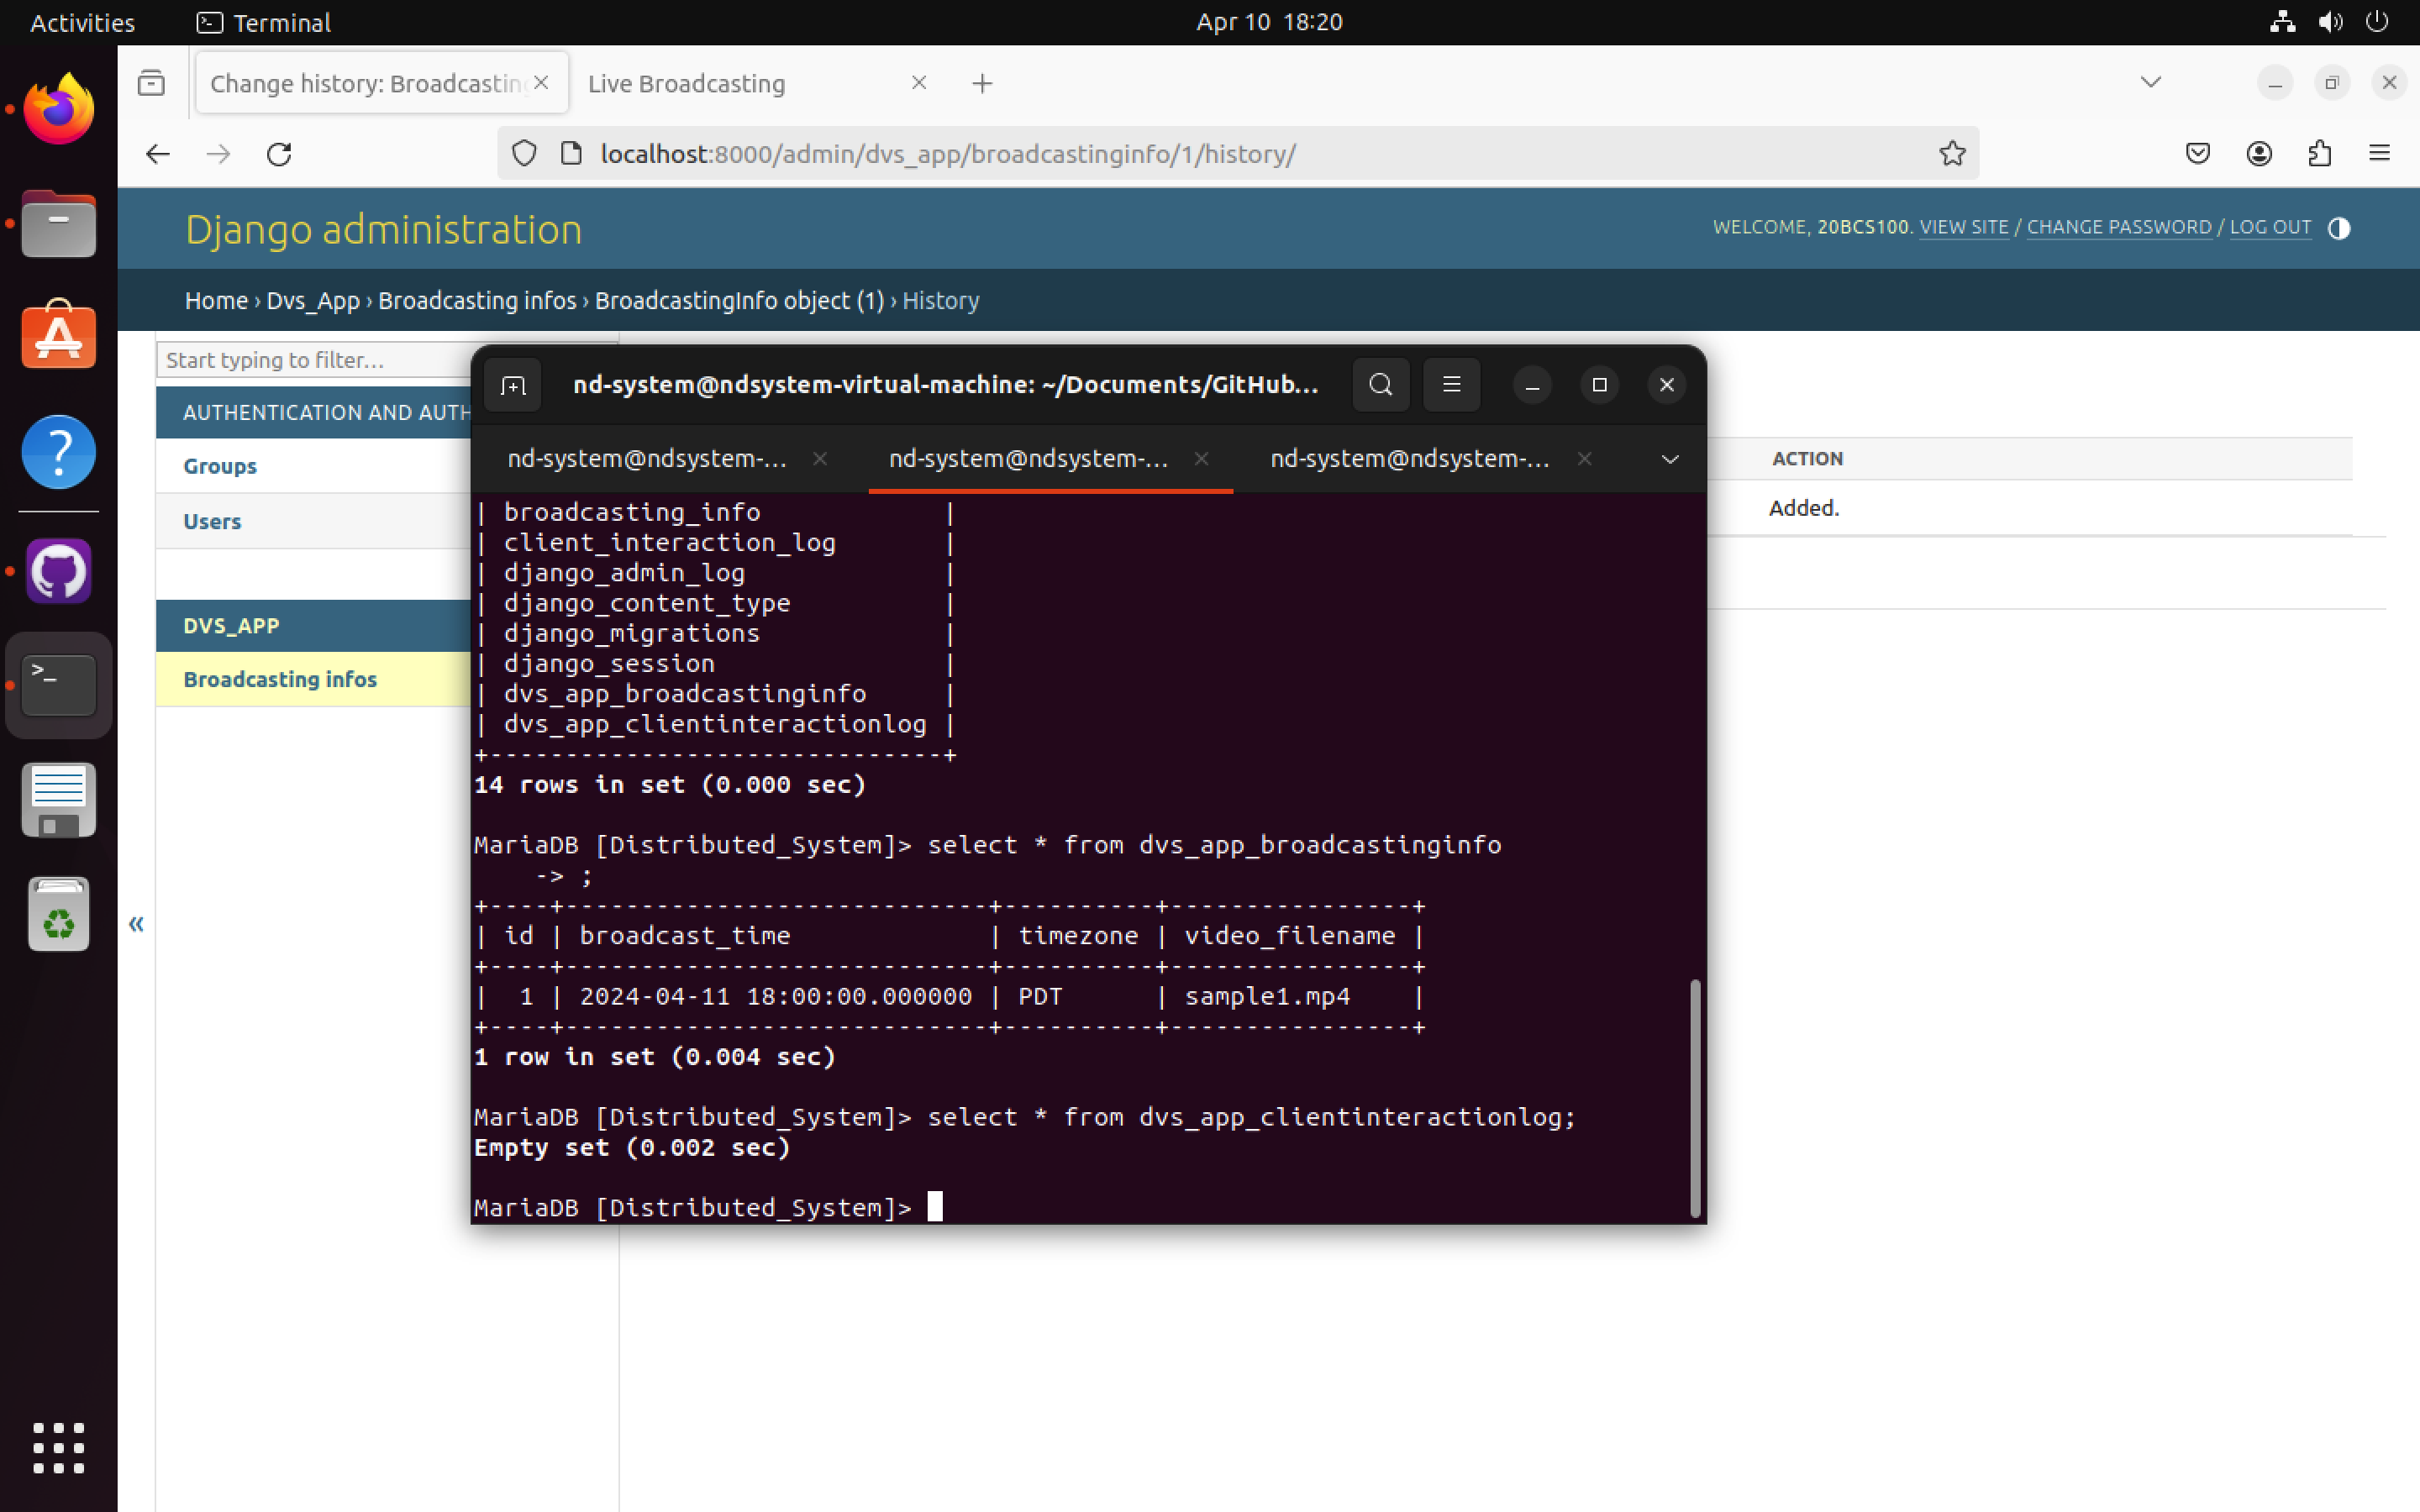 Activities
Terminal
Apr 10 18:20
Change history: Broadcasting
Live Broadcasting
localhost:8000/admin/dvs_app/broadcastinginfo/1/history/
Django administration
WELCOME, 20BCS100. VIEW SITE / CHANGE PASSWORD / LOG OUT
Home › Dvs_App › Broadcasting infos › BroadcastingInfo object (1) › History
Start typing to filter...
AUTHENTICATION AND AUTH
Groups
Users
DVS_APP
Broadcasting infos
«
ACTION
Added.
nd-system@ndsystem-virtual-machine: ~/Documents/GitHub...
nd-system@ndsystem-...
nd-system@ndsystem-...
nd-system@ndsystem-...
| broadcasting_info            |
| client_interaction_log       |
| django_admin_log             |
| django_content_type          |
| django_migrations            |
| django_session               |
| dvs_app_broadcastinginfo     |
| dvs_app_clientinteractionlog |
+------------------------------+
14 rows in set (0.000 sec)
MariaDB [Distributed_System]> select * from dvs_app_broadcastinginfo
    -> ;
+----+----------------------------+----------+----------------+
| id | broadcast_time             | timezone | video_filename |
+----+----------------------------+----------+----------------+
|  1 | 2024-04-11 18:00:00.000000 | PDT      | sample1.mp4    |
+----+----------------------------+----------+----------------+
1 row in set (0.004 sec)
MariaDB [Distributed_System]> select * from dvs_app_clientinteractionlog;
Empty set (0.002 sec)
MariaDB [Distributed_System]>